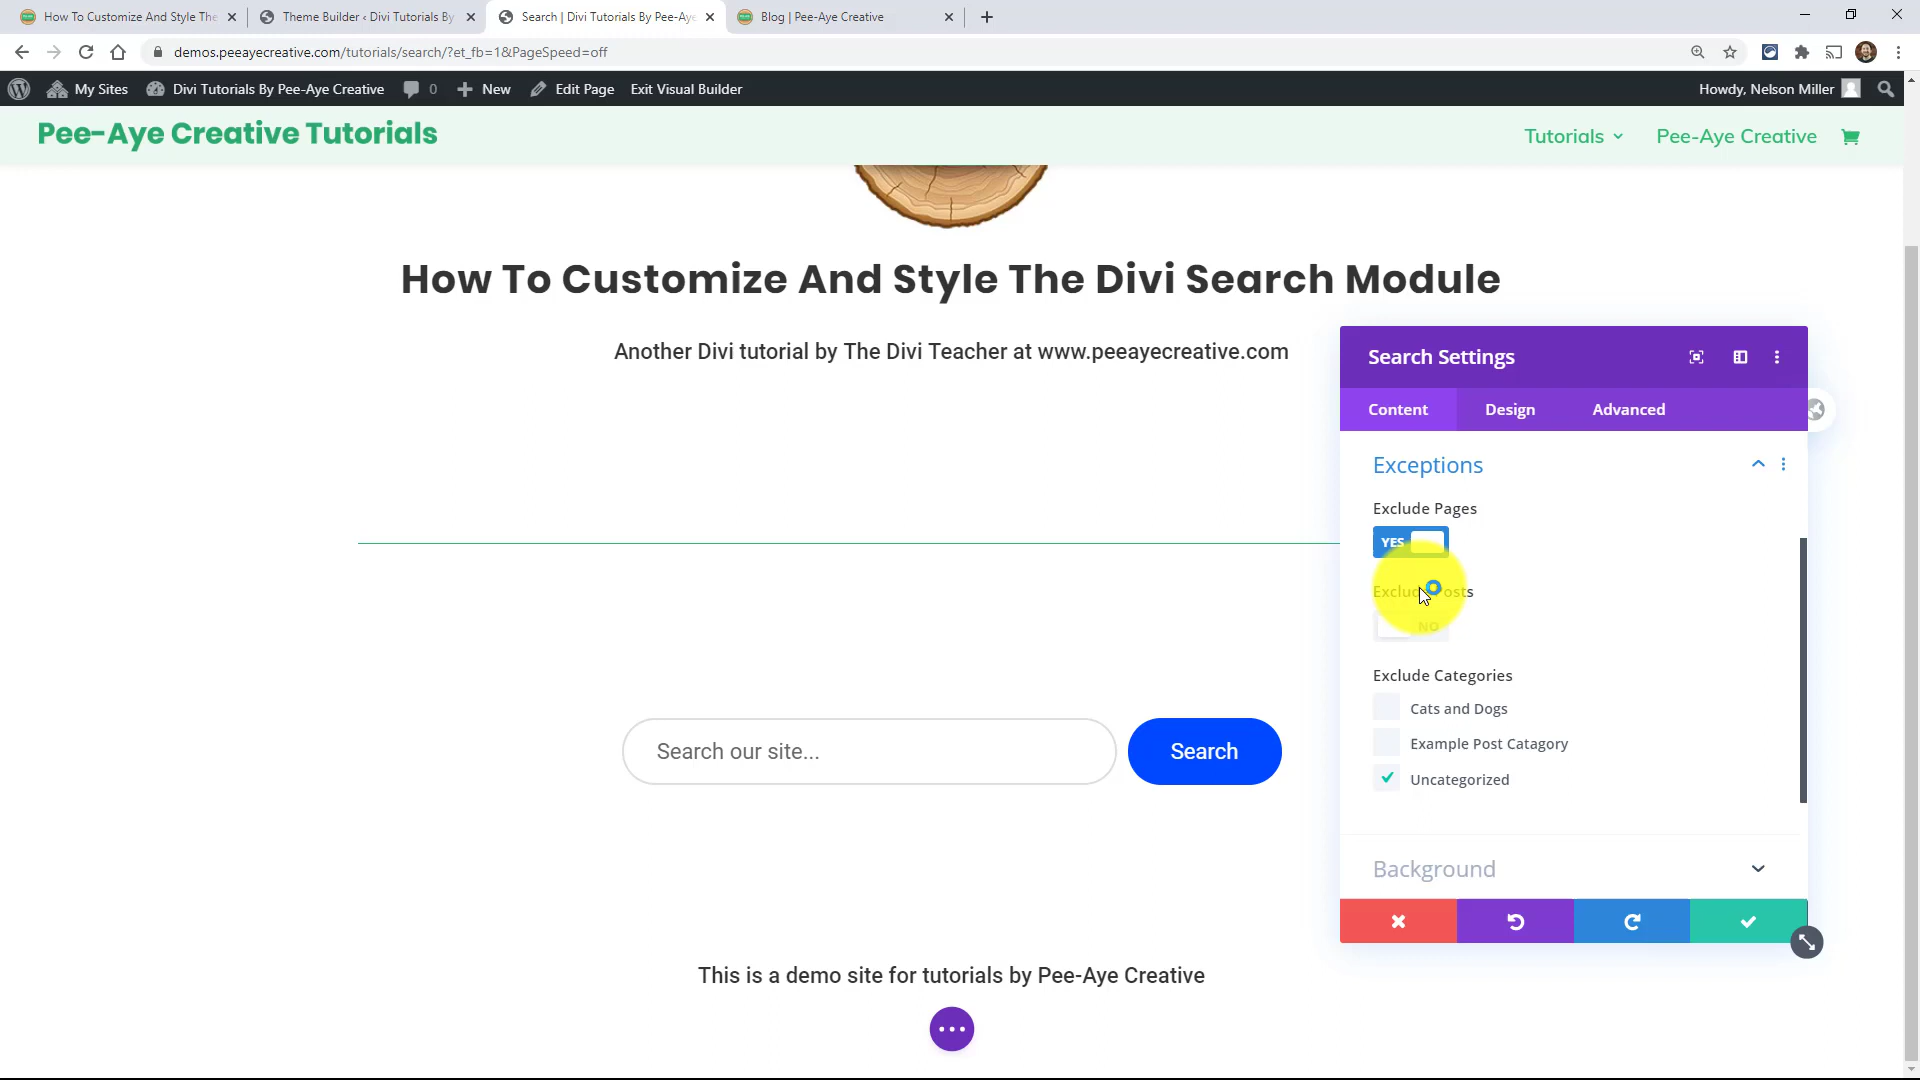 How To Customize And Style The
Theme Builder ‹ Divi Tutorials By
Search | Divi Tutorials By Pee-Aye
Blog | Pee-Aye Creative
demos.peeayecreative.com/tutorials/search/?et_fb=1&PageSpeed=off
My Sites
Divi Tutorials By Pee-Aye Creative
0
New
Edit Page
Exit Visual Builder
Howdy, Nelson Miller
Pee-Aye Creative Tutorials
Tutorials
Pee-Aye Creative
How To Customize And Style The Divi Search Module
Another Divi tutorial by The Divi Teacher at www.peeayecreative.com
Search Settings
Content
Design
Advanced
Exceptions
Exclude Pages
YES
Exclude Posts
NO
Exclude Categories
Cats and Dogs
Example Post Catagory
Uncategorized
Search our site...
Search
Background
This is a demo site for tutorials by Pee-Aye Creative